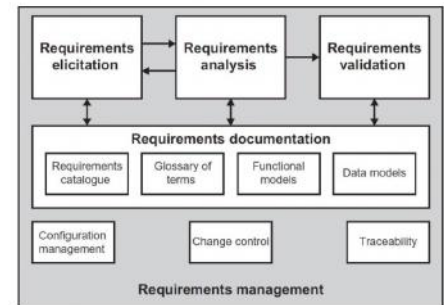 Requirements
elicitation
Requirements
analysis
Requirements
validation
Requirements documentation
Requirements
catalogue
Glossary of
terms
Functional
models
Data models
Configuration
management
Change control
Traceability
Requirements management